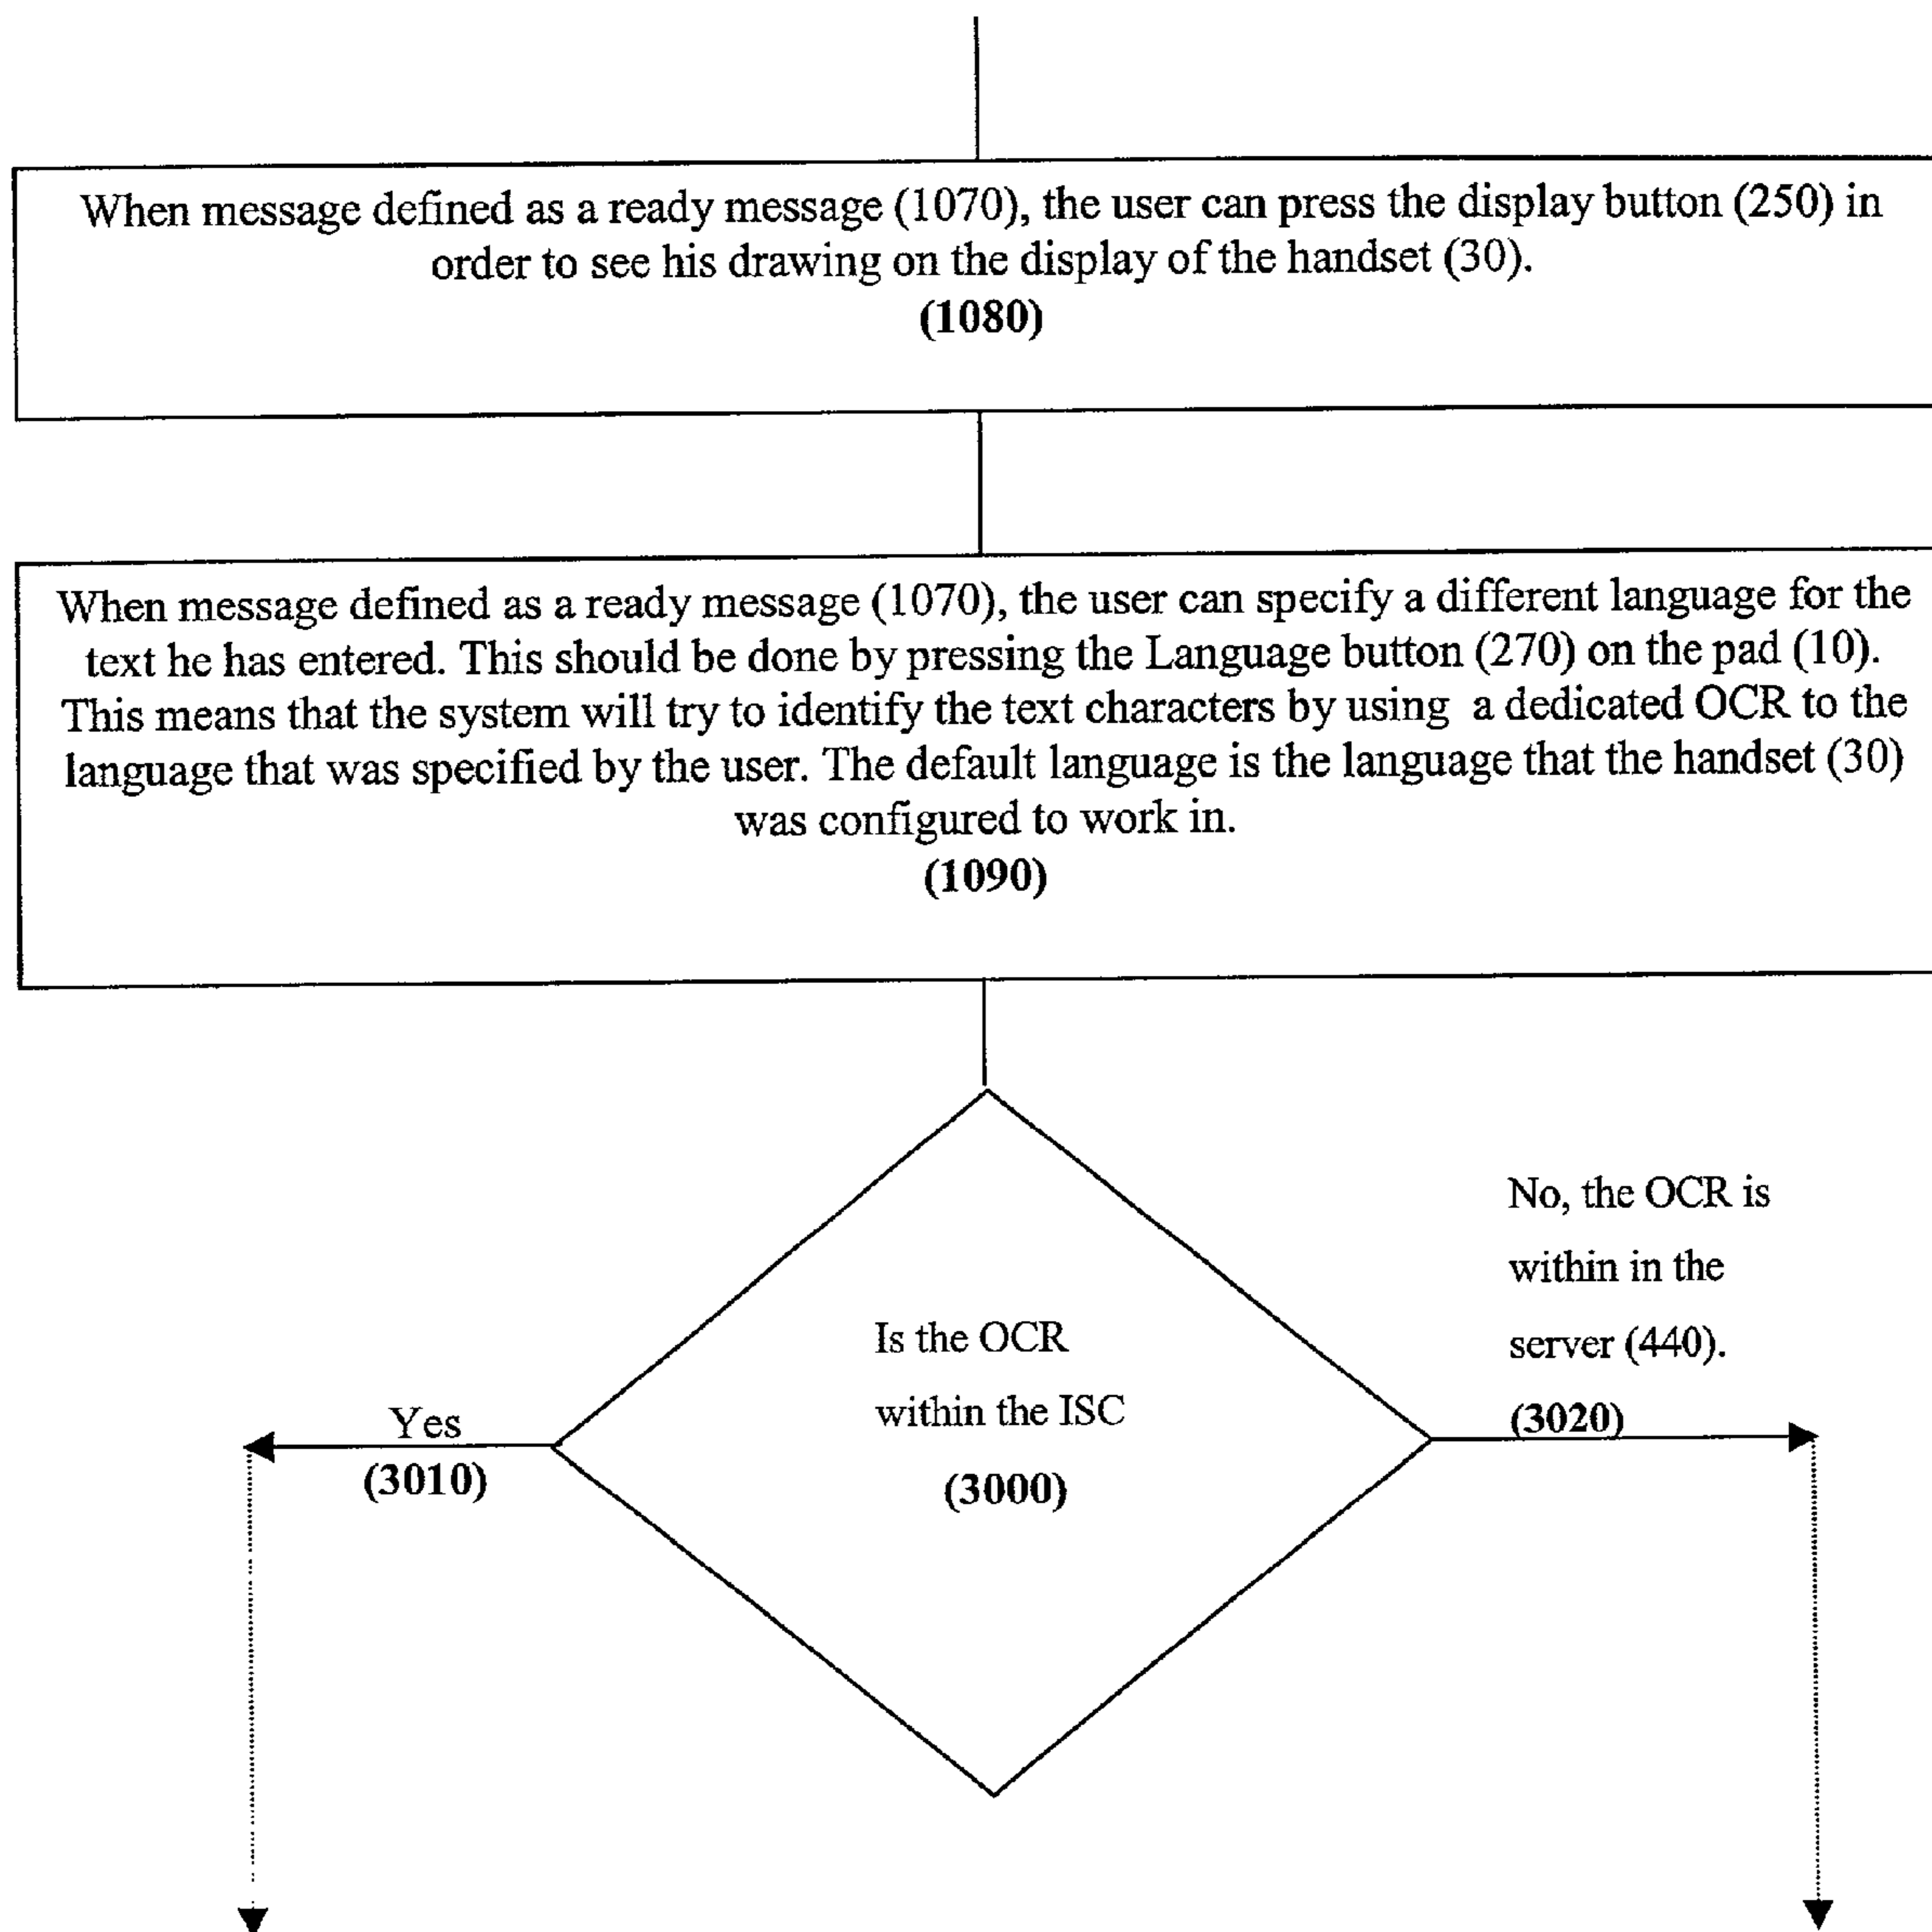 When message defined as a ready message (1070), the user can press the display button (250) in
order to see his drawing on the display of the handset (30).
(1080)
When message defined as a ready message (1070), the user can specify a different language for the
text he has entered. This should be done by pressing the Language button (270) on the pad (10).
This means that the system will try to identify the text characters by using a dedicated OCR to the
language that was specified by the user. The default language is the language that the handset (30)
was configured to work in.
(1090)
Is the OCR
within the ISC
(3000)
Yes
(3010)
No, the OCR is
within in the
server (440).
(3020)